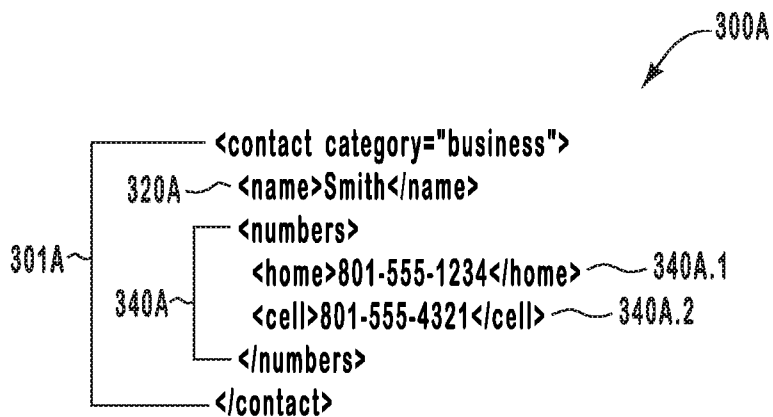 300A
<contact category="business">
320A <name>Smith</name>
<numbers>
301A <home>801-555-1234</home> 340A.1
340A <cell>801-555-4321</cell> 340A.2
</numbers>
</contact>